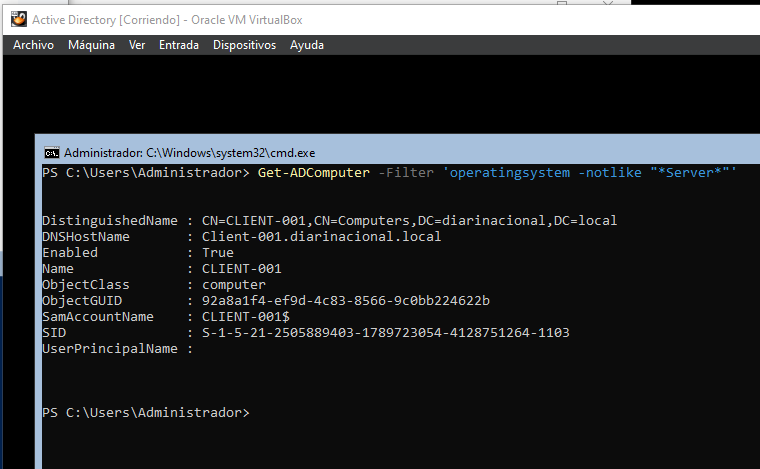 Active Directory [Corriendo] - Oracle VM VirtualBox
Archivo Máquina Ver Entrada Dispositivos Ayuda
Administrador: C:\Windows\system32\cmd.exe
PS C:\Users\Administrador> Get-ADComputer -Filter 'operatingsystem -notlike "*Server*"'
DistinguishedName : CN=CLIENT-001,CN=Computers,DC=diarinacional,DC=local
DNSHostName : Client-001.diarinacional.local
Enabled : True
Name : CLIENT-001
ObjectClass : computer
ObjectGUID : 92a8a1f4-ef9d-4c83-8566-9c0bb224622b
SamAccountName : CLIENT-001$
SID : S-1-5-21-2505889403-1789723054-4128751264-1103
UserPrincipalName :
PS C:\Users\Administrador>